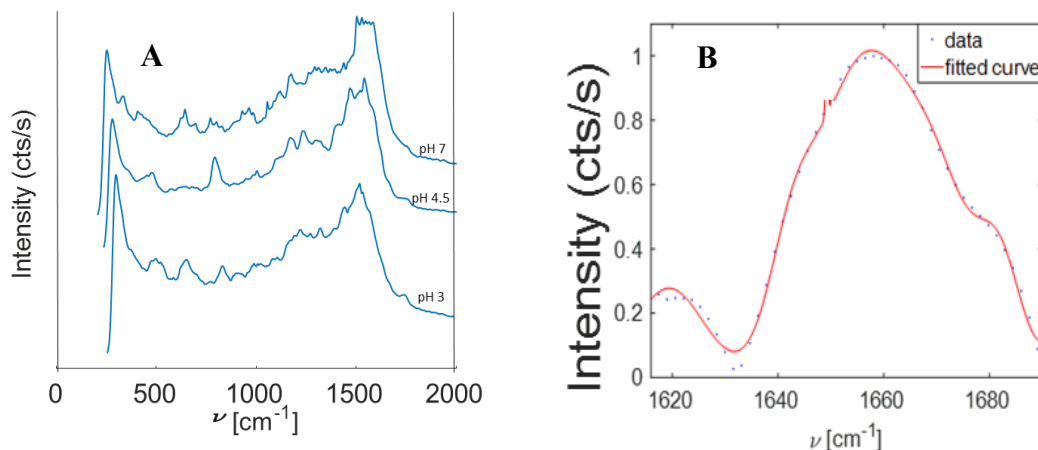 A
pH 7
pH 4.5
pH 3
Intensity (cts/s)
0 500 1000 1500 2000
ν [cm-1]
B
data
fitted curve
Intensity (cts/s)
1
0.8
0.6
0.4
0.2
0
1620 1640 1660 1680
ν [cm-1]